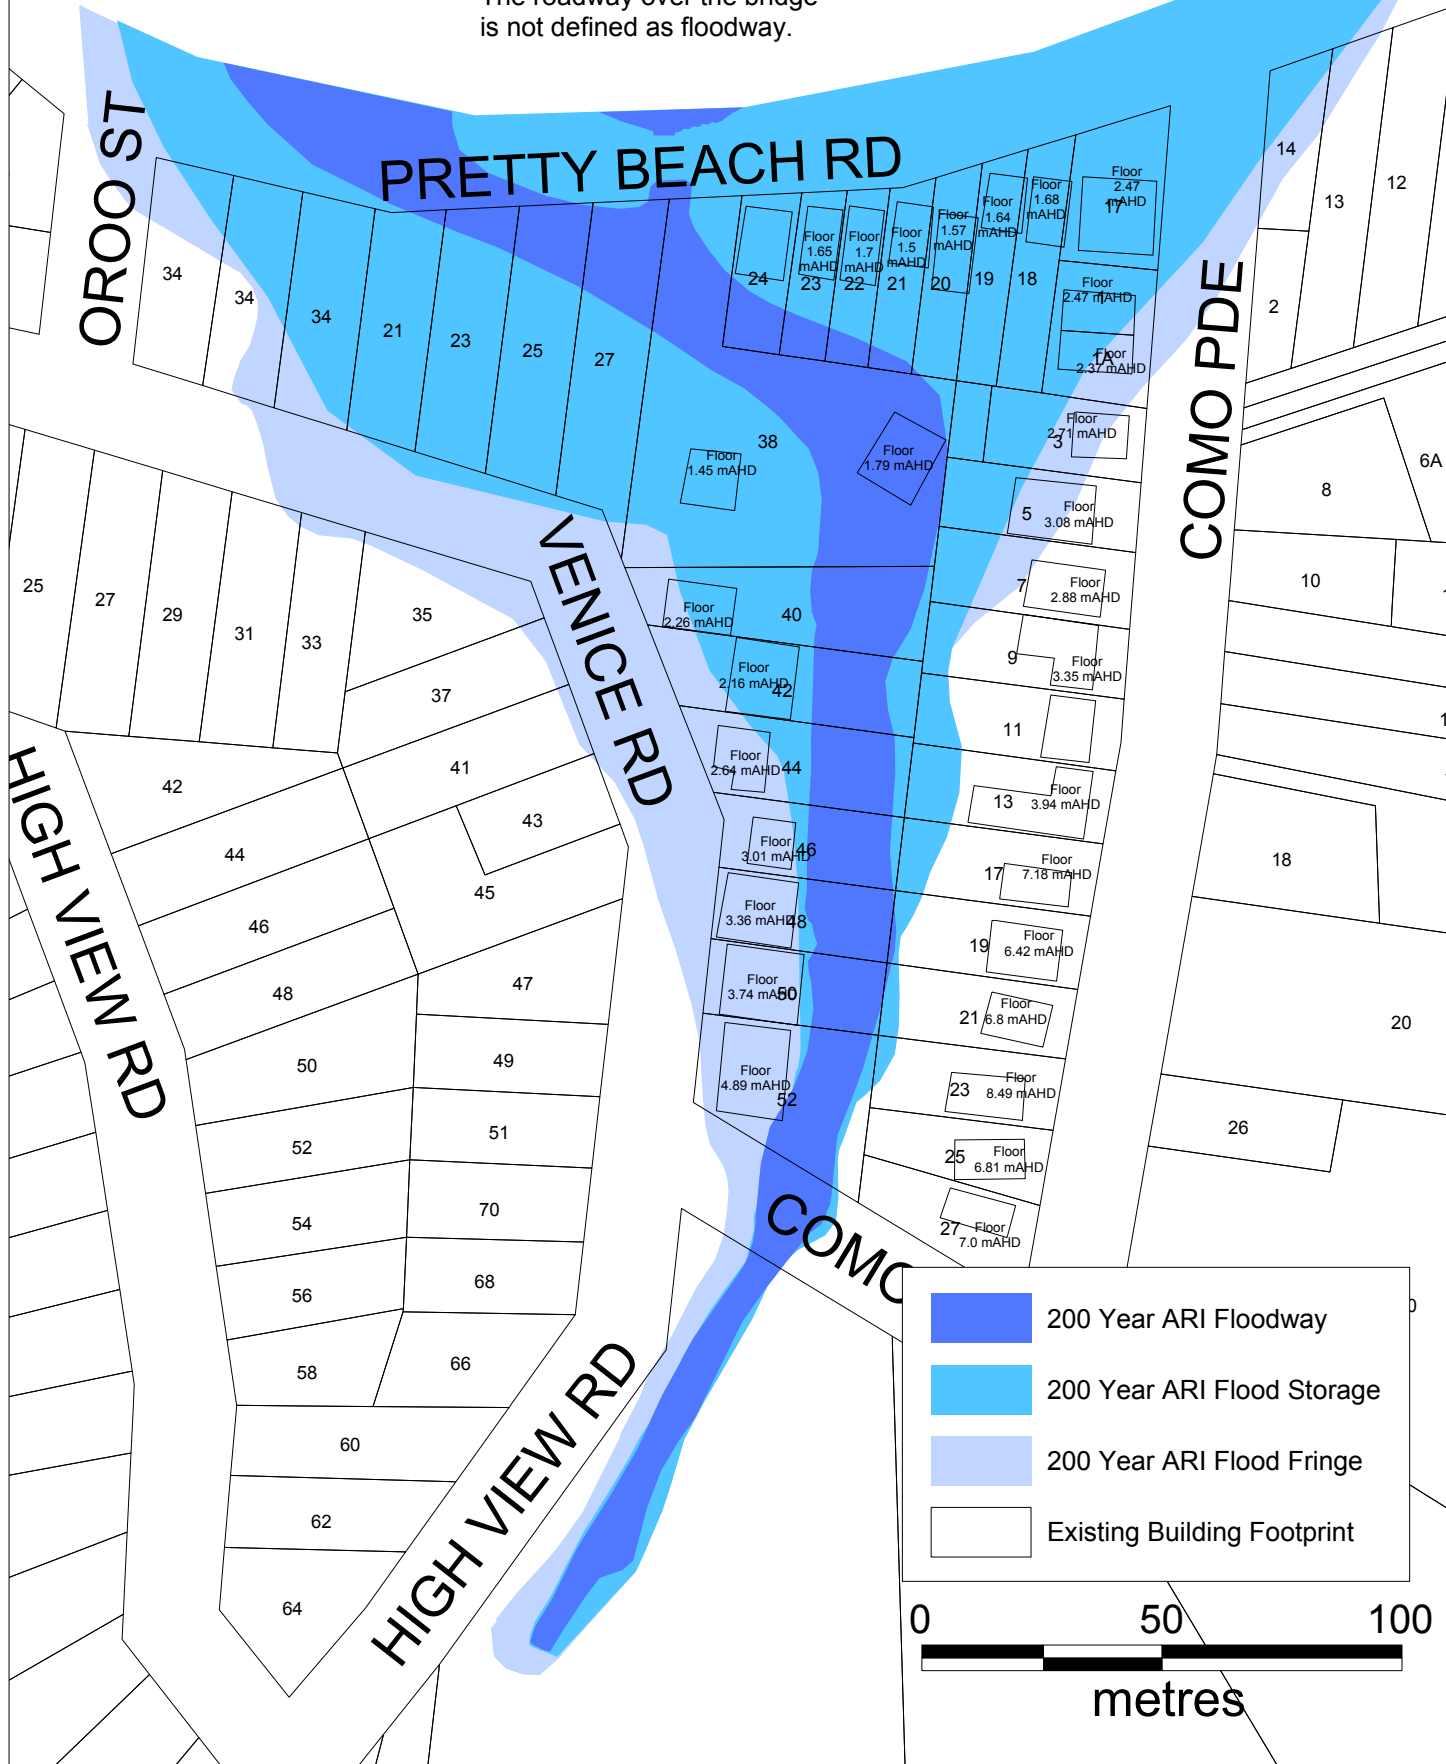 The roadway over the bridge
is not defined as floodway.
OROO ST
PRETTY BEACH RD
14
13
12
34
34
34
21
23
25
27
24
Floor
1.65
mAHD
23
Floor
1.7
mAHD
22
Floor
1.5
mAHD
21
Floor
1.57
mAHD
20
Floor
1.64
mAHD
19
Floor
1.68
mAHD
18
Floor
2.47
mAHD
17
Floor
2.47 mAHD
1
Floor
2.37 mAHD
1A
COMO PDE
2
38
Floor
1.45 mAHD
Floor
1.79 mAHD
Floor
2.71 mAHD
3
6A
8
5
Floor
3.08 mAHD
VENICE RD
25
27
29
31
33
35
Floor
2.26 mAHD
40
7
Floor
2.88 mAHD
10
37
Floor
2.16 mAHD
42
9
Floor
3.35 mAHD
11
HIGH VIEW RD
42
41
Floor
2.64 mAHD
44
13
Floor
3.94 mAHD
43
44
Floor
3.01 mAHD
46
17
Floor
7.18 mAHD
18
45
46
Floor
3.36 mAHD
48
19
Floor
6.42 mAHD
48
47
Floor
3.74 mAHD
50
21
Floor
6.8 mAHD
20
50
49
Floor
4.89 mAHD
52
23
Floor
8.49 mAHD
52
51
25
Floor
6.81 mAHD
26
54
70
COMO
27
Floor
7.0 mAHD
56
68
58
66
60
62
64
HIGH VIEW RD
200 Year ARI Floodway
200 Year ARI Flood Storage
200 Year ARI Flood Fringe
Existing Building Footprint
0 50 100
metres